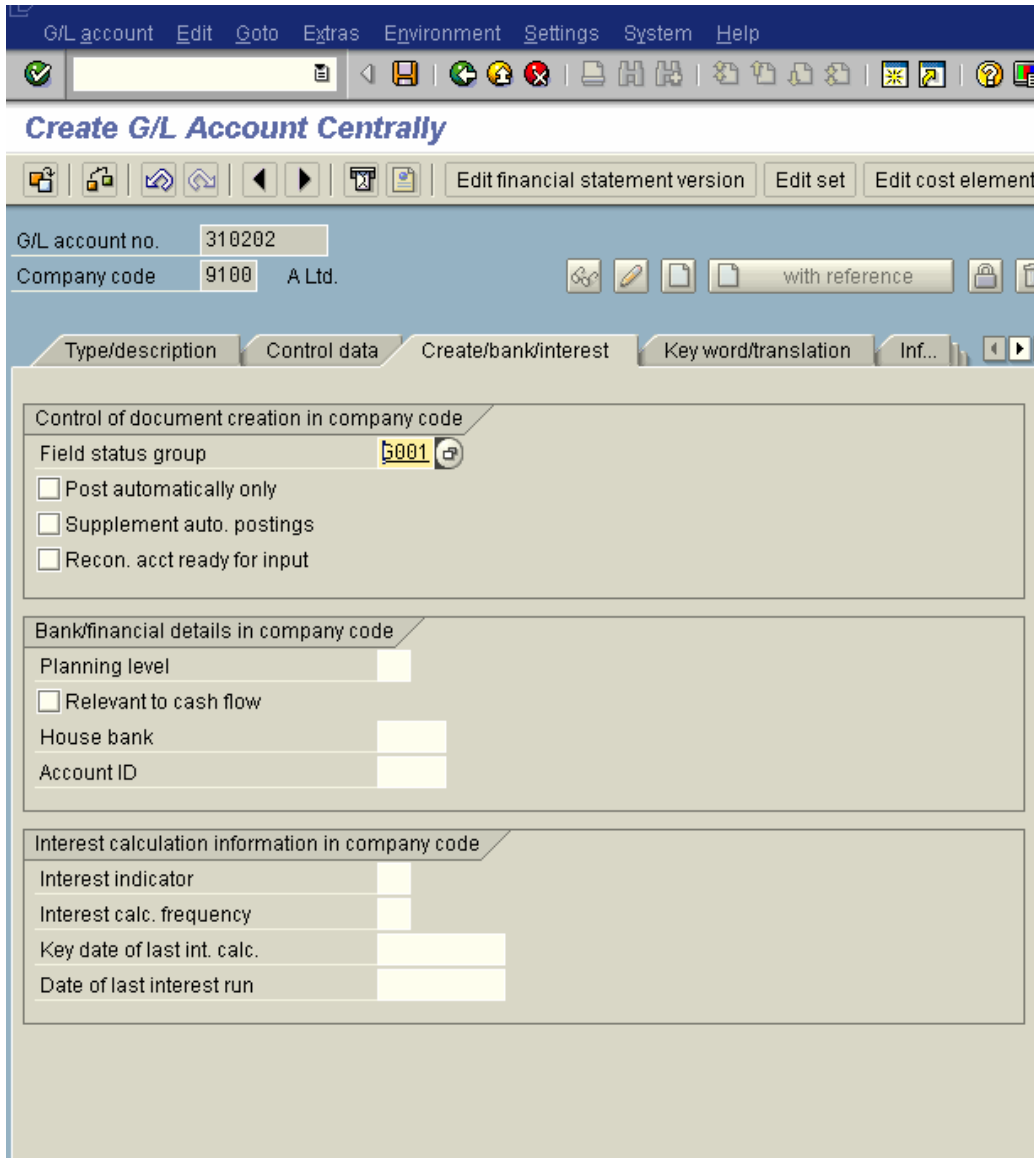 G/L account Edit Goto Extras Environment Settings System Help
Create G/L Account Centrally
Edit financial statement version Edit set Edit cost element
G/L account no. 310202
Company code 9100 A Ltd.
with reference
Type/description Control data Create/bank/interest Key word/translation Inf...
Control of document creation in company code
Field status group G001
Post automatically only
Supplement auto. postings
Recon. acct ready for input
Bank/financial details in company code
Planning level
Relevant to cash flow
House bank
Account ID
Interest calculation information in company code
Interest indicator
Interest calc. frequency
Key date of last int. calc.
Date of last interest run